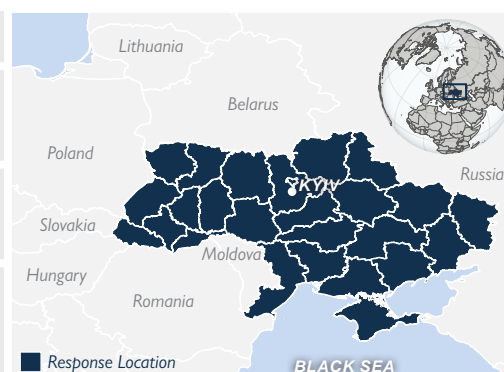 Lithuania
Belarus
Poland
Russia
KYIV
Slovakia
Moldova
Hungary
Romania
Response Location
BLACK SEA